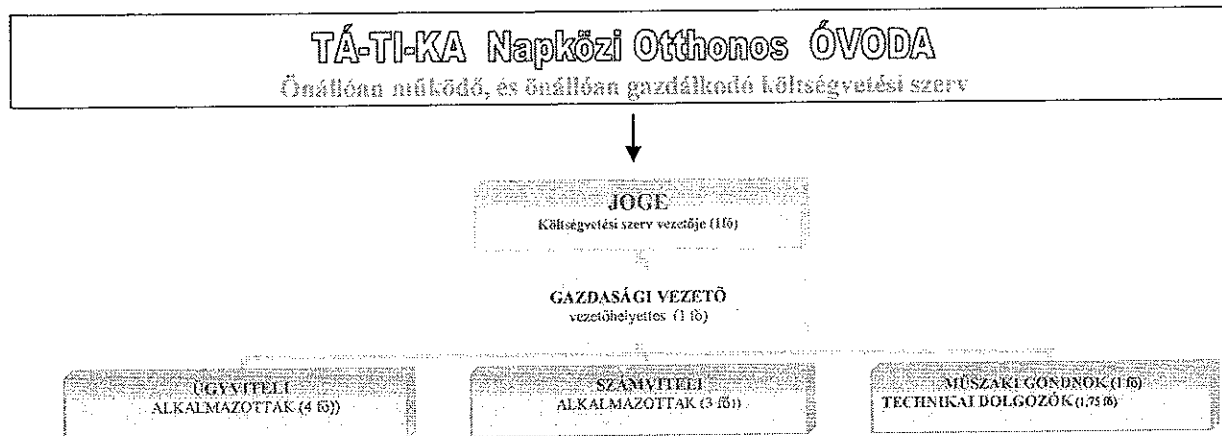 TÁ-TI-KA Napközi Otthonos ÓVODA
Önállóan működő, és önállóan gazdálkodó költségvetési szerv
JOGE
Költségvetési szerv vezetője (1fő)
GAZDASÁGI VEZETŐ
vezetőhelyettes (1 fő)
ÜGYVITELI
ALKALMAZOTTAK (4 fő))
SZÁMVITELI
ALKALMAZOTTAK (3 fő))
MŰSZAKI GONDNOK (1 fő)
TECHNIKAI DOLGOZÓK (1,75 fő)